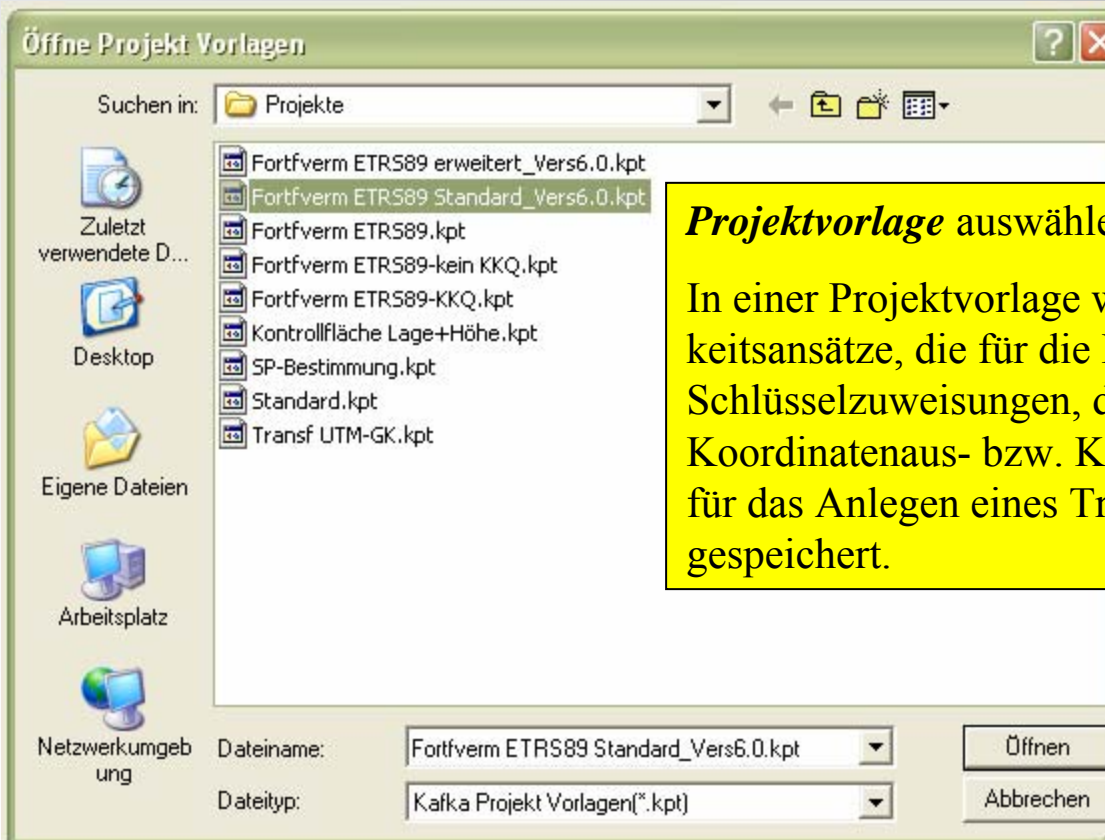 Öffne Projekt Vorlagen
Suchen in: Projekte
Zuletzt
verwendete D...
Desktop
Eigene Dateien
Arbeitsplatz
Netzwerkumgeb
ung
Fortfverm ETRS89 erweitert_Vers6.0.kpt
Fortfverm ETRS89 Standard_Vers6.0.kpt
Fortfverm ETRS89.kpt
Fortfverm ETRS89-kein KKQ.kpt
Fortfverm ETRS89-KKQ.kpt
Kontrollfläche Lage+Höhe.kpt
SP-Bestimmung.kpt
Standard.kpt
Transf UTM-GK.kpt
Projektvorlage auswähle
In einer Projektvorlage
keitsansätze, die für die
Schlüsselzuweisungen, d
Koordinatenaus- bzw. K
für das Anlegen eines Tr
gespeichert.
Dateiname: Fortfverm ETRS89 Standard_Vers6.0.kpt Öffnen
Dateityp: Kafka Projekt Vorlagen(*.kpt) Abbrechen